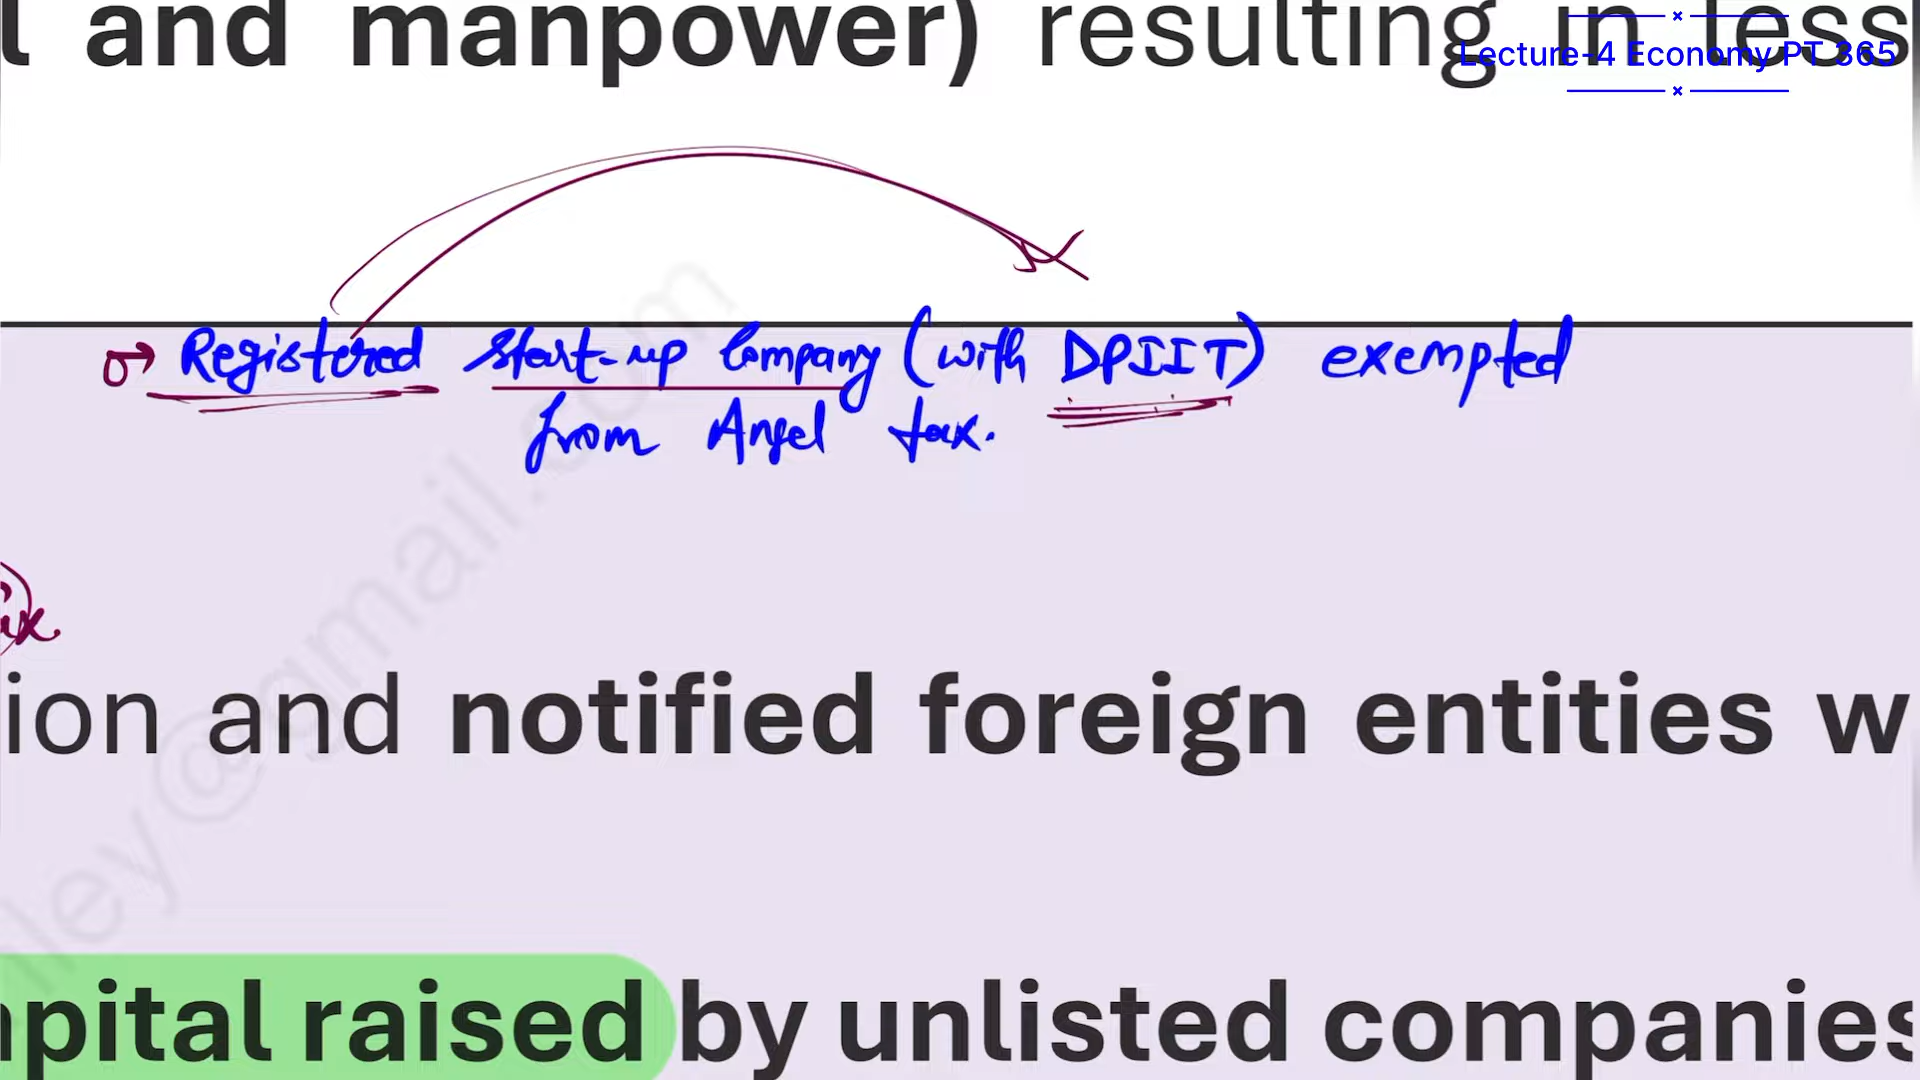 l and manpower) resulting in less
Lecture-4 Economy PT 365
Registered start-up Company (with DPIIT) exempted
from Angel tax.
ion and notified foreign entities w
pital raised by unlisted companies